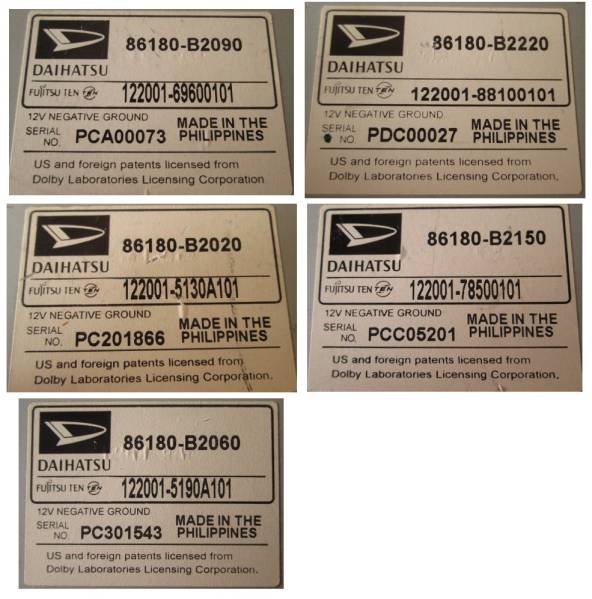 86180-B2090
DAIHATSU
FUJITSU TEN TEN 122001-69600101
12V NEGATIVE GROUND
SERIAL NO. PCA00073 MADE IN THE PHILIPPINES
US and foreign patents licensed from
Dolby Laboratories Licensing Corporation
86180-B2220
DAIHATSU
FUJITSU TEN TEN 122001-88100101
12V NEGATIVE GROUND
SERIAL NO. PDC00027 MADE IN THE PHILIPPINES
US and foreign patents licensed from
Dolby Laboratories Licensing Corporation.
86180-B2020
DAIHATSU
FUJITSU TEN TEN 122001-5130A101
12V NEGATIVE GROUND
SERIAL NO. PC201866 MADE IN THE PHILIPPINES
US and foreign patents licensed from
Dolby Laboratories Licensing Corporation.
86180-B2150
DAIHATSU
FUJITSU TEN TEN 122001-78500101
12V NEGATIVE GROUND
SERIAL NO. PCC05201 MADE IN THE PHILIPPINES
US and foreign patents licensed from
Dolby Laboratories Licensing Corporation.
86180-B2060
DAIHATSU
FUJITSU TEN TEN 122001-5190A101
12V NEGATIVE GROUND
SERIAL NO. PC301543 MADE IN THE PHILIPPINES
US and foreign patents licensed from
Dolby Laboratories Licensing Corporation.